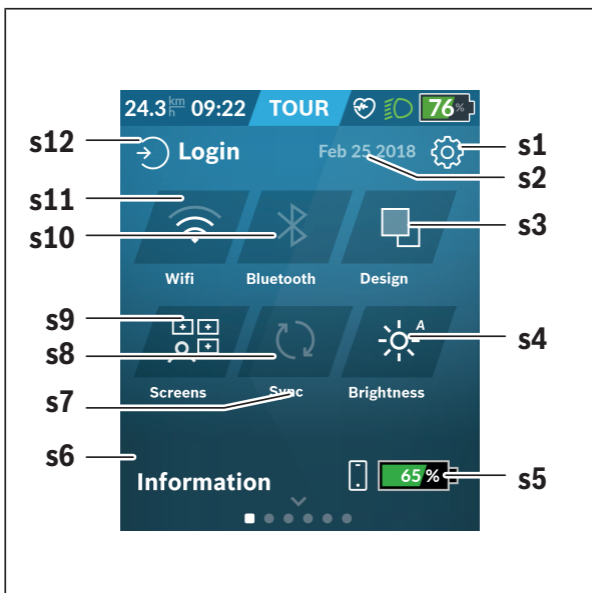 24.3 km/h 09:22 TOUR 76%
s12 Login Feb 25 2018 s1
s2
s11
s10 s3
Wifi Bluetooth Design
s9
s8 A s4
s7
Screens Sync Brightness
s6
Information 65% s5